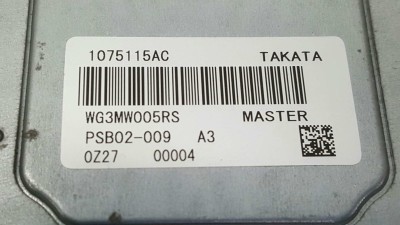 1075115AC TAKATA
WG3MW005RS MASTER
PSB02-009 A3
0Z27 00004